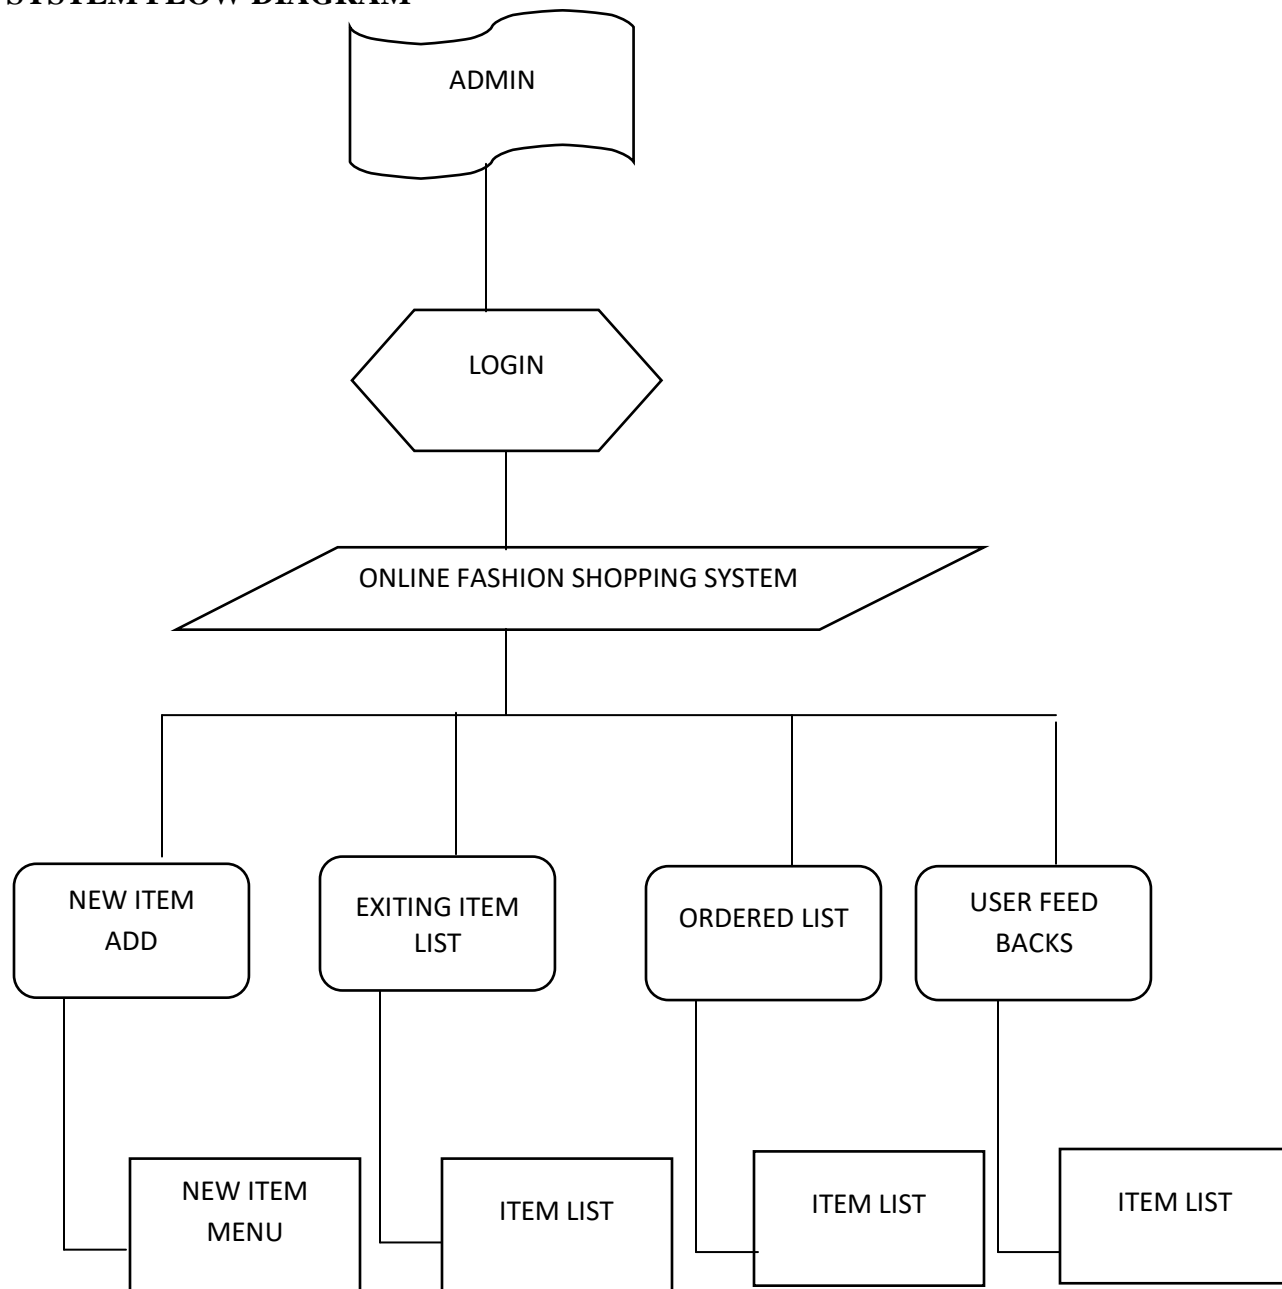 SYSTEM FLOW DIAGRAM
ADMIN
LOGIN
ONLINE FASHION SHOPPING SYSTEM
NEW ITEM
ADD
EXITING ITEM
LIST
ORDERED LIST
USER FEED
BACKS
NEW ITEM
MENU
ITEM LIST
ITEM LIST
ITEM LIST